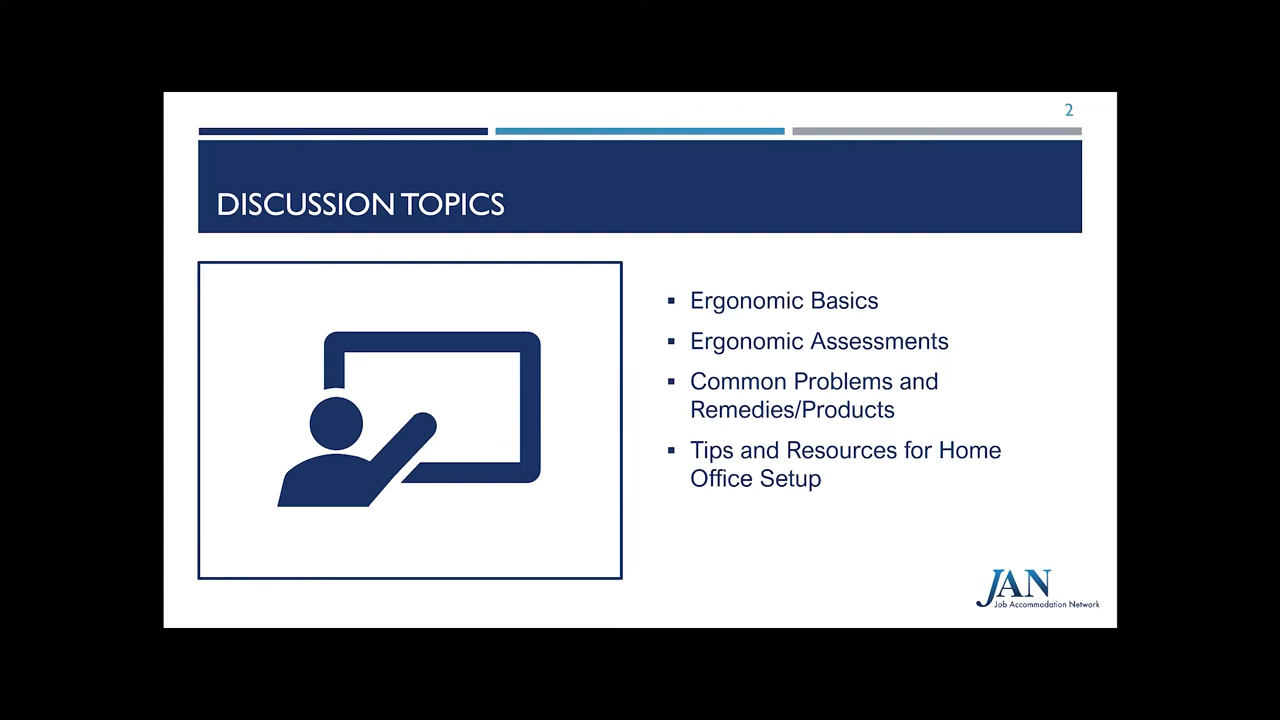 2
DISCUSSION TOPICS
▪ Ergonomic Basics
▪ Ergonomic Assessments
▪ Common Problems and
Remedies/Products
▪ Tips and Resources for Home
Office Setup
JAN
Job Accommodation Network